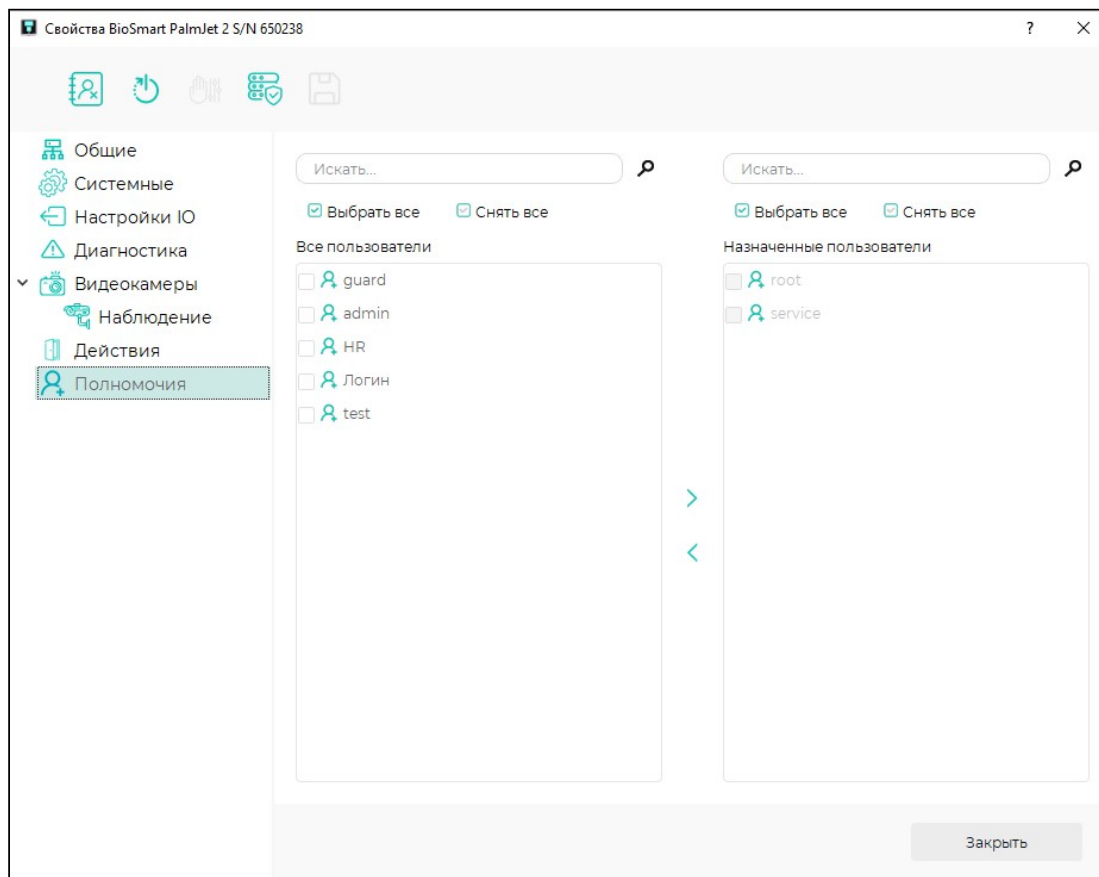 Свойства BioSmart PalmJet 2 S/N 650238
Общие
Системные
Настройки IO
Диагностика
Видеокамеры
Наблюдение
Действия
Полномочия
Искать...
Выбрать все Снять все
Все пользователи
guard
admin
HR
Логин
test
Искать...
Выбрать все Снять все
Назначенные пользователи
root
service
Закрыть